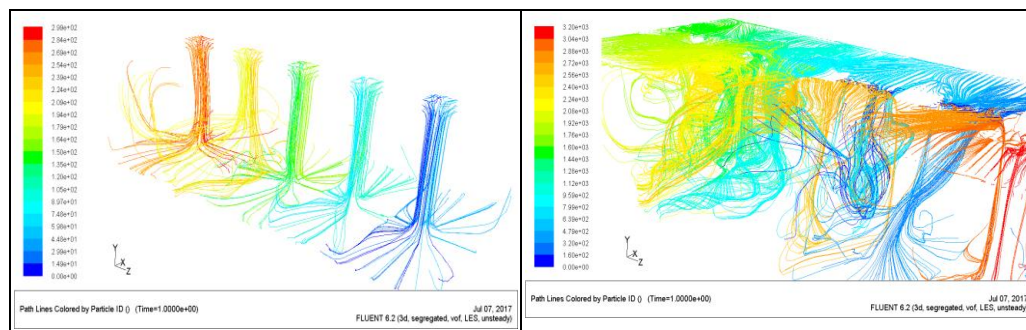 2.99e+02
2.84e+02
2.69e+02
2.54e+02
2.39e+02
2.24e+02
2.09e+02
1.94e+02
1.79e+02
1.64e+02
1.50e+02
1.35e+02
1.20e+02
1.05e+02
7.48e+01
5.98e+01
4.48e+01
2.99e+01
1.49e+01
0.00e+00
Y
X
Z
Path Lines Colored by Particle ID () (Time=1.0000e+00)
Jul 07, 2017
FLUENT 6.2 (3d, segregated, vof, LES, unsteady)
3.20e+03
3.04e+03
2.88e+03
2.72e+03
2.56e+03
2.40e+03
2.24e+03
2.08e+03
1.92e+03
1.76e+03
1.60e+03
1.44e+03
1.28e+03
1.12e+03
9.59e+02
7.99e+02
6.39e+02
4.78e+02
3.20e+02
1.60e+02
0.00e+00
Y
X
Z
Path Lines Colored by Particle ID () (Time=1.0000e+00)
Jul 07, 2017
FLUENT 6.2 (3d, segregated, vof, LES, unsteady)